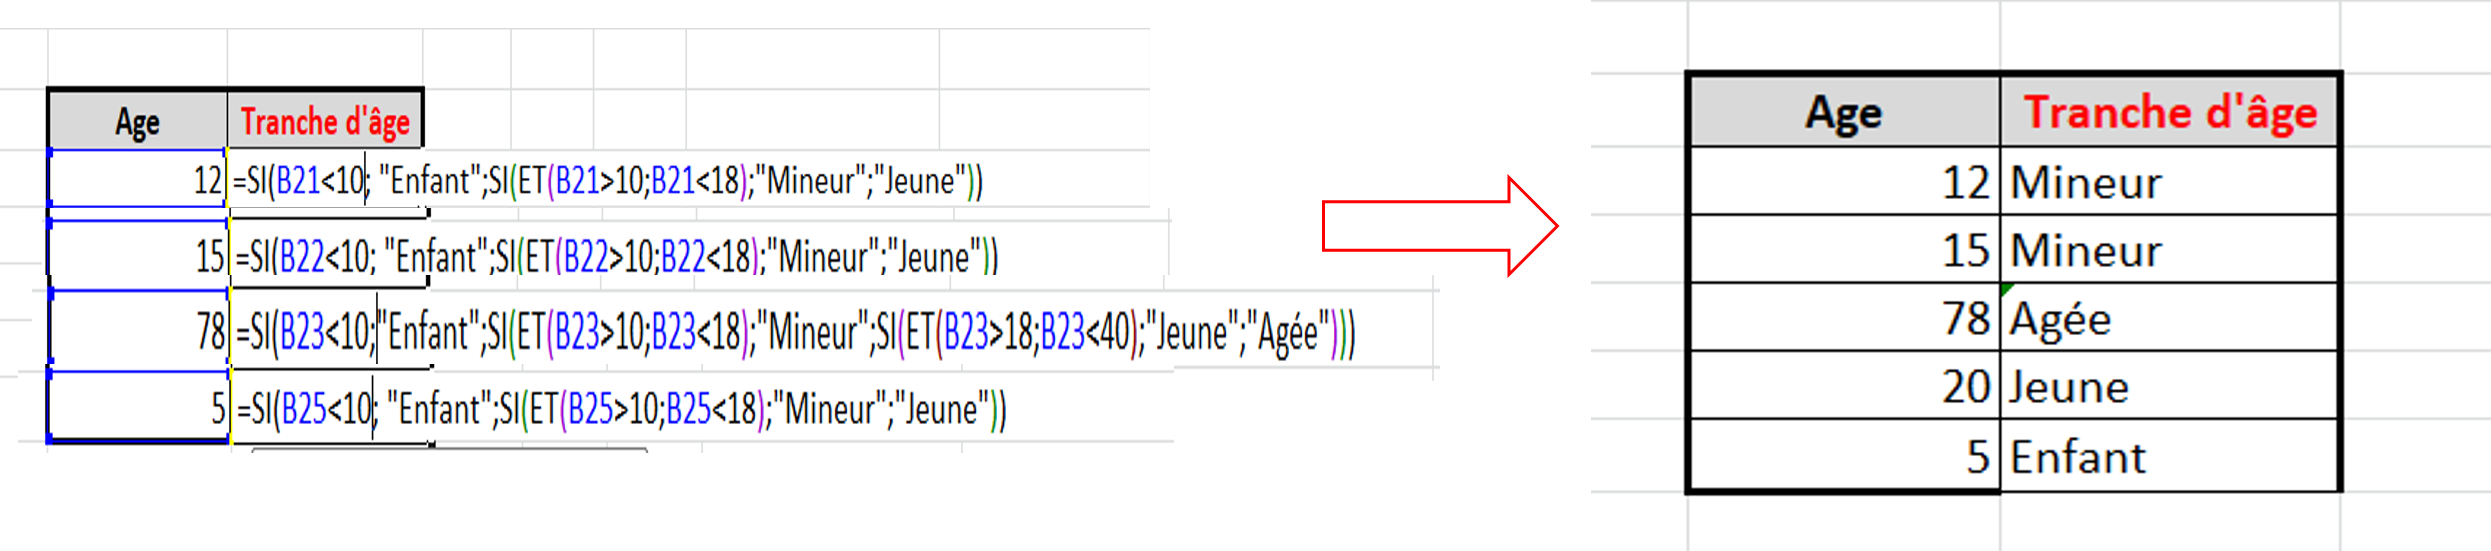 Age Tranche d'âge
12 =SI(B21<10; "Enfant";SI(ET(B21>10;B21<18);"Mineur";"Jeune"))
15 =SI(B22<10; "Enfant";SI(ET(B22>10;B22<18);"Mineur";"Jeune"))
78 =SI(B23<10;"Enfant";SI(ET(B23>10;B23<18);"Mineur";SI(ET(B23>18;B23<40);"Jeune";"Agée")))
5 =SI(B25<10; "Enfant";SI(ET(B25>10;B25<18);"Mineur";"Jeune"))
Age Tranche d'âge
12 Mineur
15 Mineur
78 Agée
20 Jeune
5 Enfant